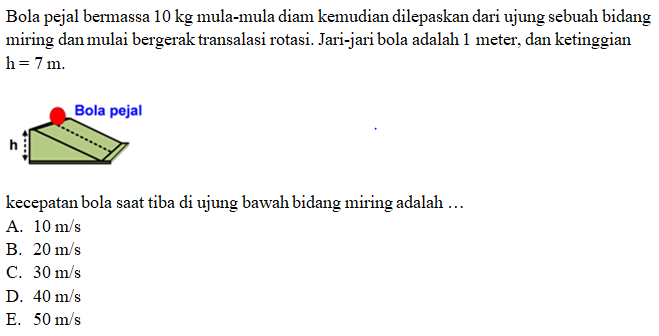 Bola pejal bermassa 10 kg mula-mula diam kemudian dilepaskan dari ujung sebuah bidang
miring dan mulai bergerak transalasi rotasi. Jari-jari bola adalah 1 meter, dan ketinggian
h = 7 m.
Bola pejal
h
kecepatan bola saat tiba di ujung bawah bidang miring adalah …
A. 10 m/s
B. 20 m/s
C. 30 m/s
D. 40 m/s
E. 50 m/s